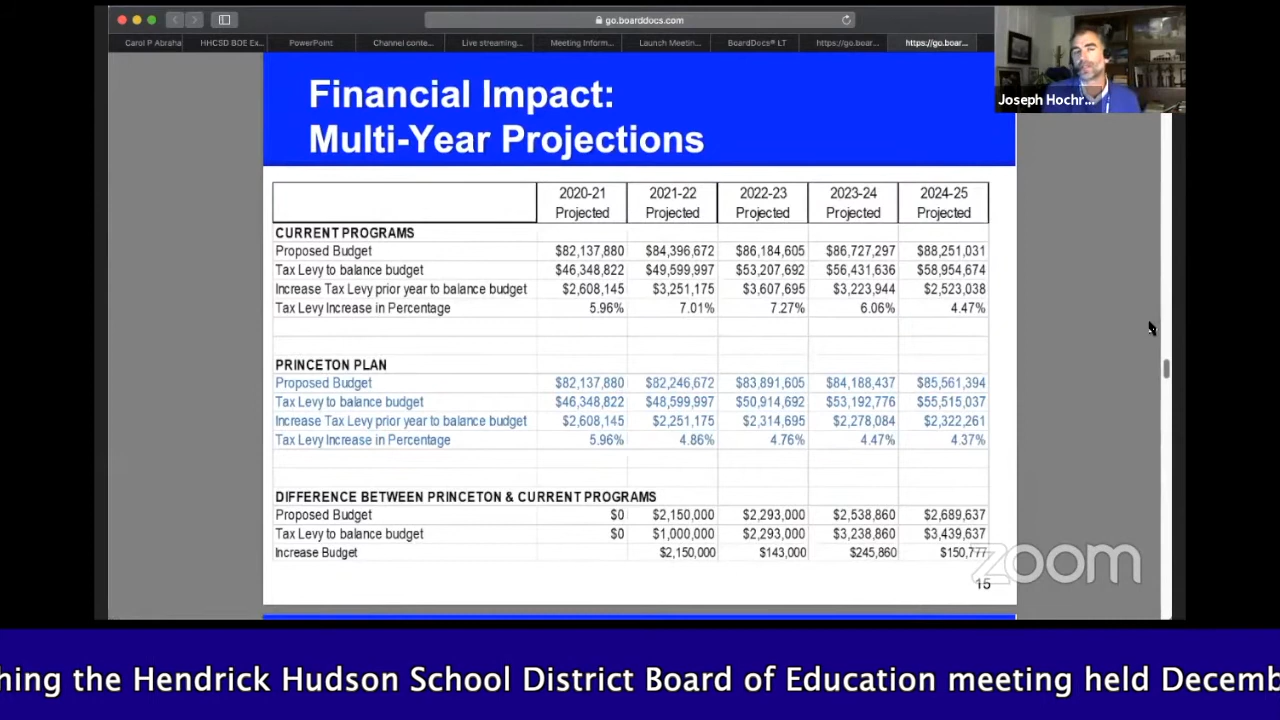 go.boarddocs.com
Carol P Abraha
HHCSD BOE Ex...
PowerPoint
Channel conte...
Live streaming...
Meeting Inform...
Launch Meetin...
BoardDocs® LT
https://go.boar...
https://go.boar...
Joseph Hochr...
Financial Impact:
Multi-Year Projections
2020-21 2021-22 2022-23 2023-24 2024-25
Projected Projected Projected Projected Projected
CURRENT PROGRAMS
Proposed Budget $82,137,880 $84,396,672 $86,184,605 $86,727,297 $88,251,031
Tax Levy to balance budget $46,348,822 $49,599,997 $53,207,692 $56,431,636 $58,954,674
Increase Tax Levy prior year to balance budget $2,608,145 $3,251,175 $3,607,695 $3,223,944 $2,523,038
Tax Levy Increase in Percentage 5.96% 7.01% 7.27% 6.06% 4.47%
PRINCETON PLAN
Proposed Budget $82,137,880 $82,246,672 $83,891,605 $84,188,437 $85,561,394
Tax Levy to balance budget $46,348,822 $48,599,997 $50,914,692 $53,192,776 $55,515,037
Increase Tax Levy prior year to balance budget $2,608,145 $2,251,175 $2,314,695 $2,278,084 $2,322,261
Tax Levy Increase in Percentage 5.96% 4.86% 4.76% 4.47% 4.37%
DIFFERENCE BETWEEN PRINCETON & CURRENT PROGRAMS
Proposed Budget $0 $2,150,000 $2,293,000 $2,538,860 $2,689,637
Tax Levy to balance budget $0 $1,000,000 $2,293,000 $3,238,860 $3,439,637
Increase Budget $2,150,000 $143,000 $245,860 $150,777
zoom
15
hing the Hendrick Hudson School District Board of Education meeting held Decemb